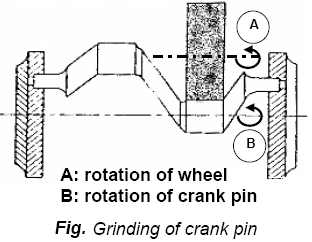 A
B
A: rotation of wheel
B: rotation of crank pin
Fig. Grinding of crank pin